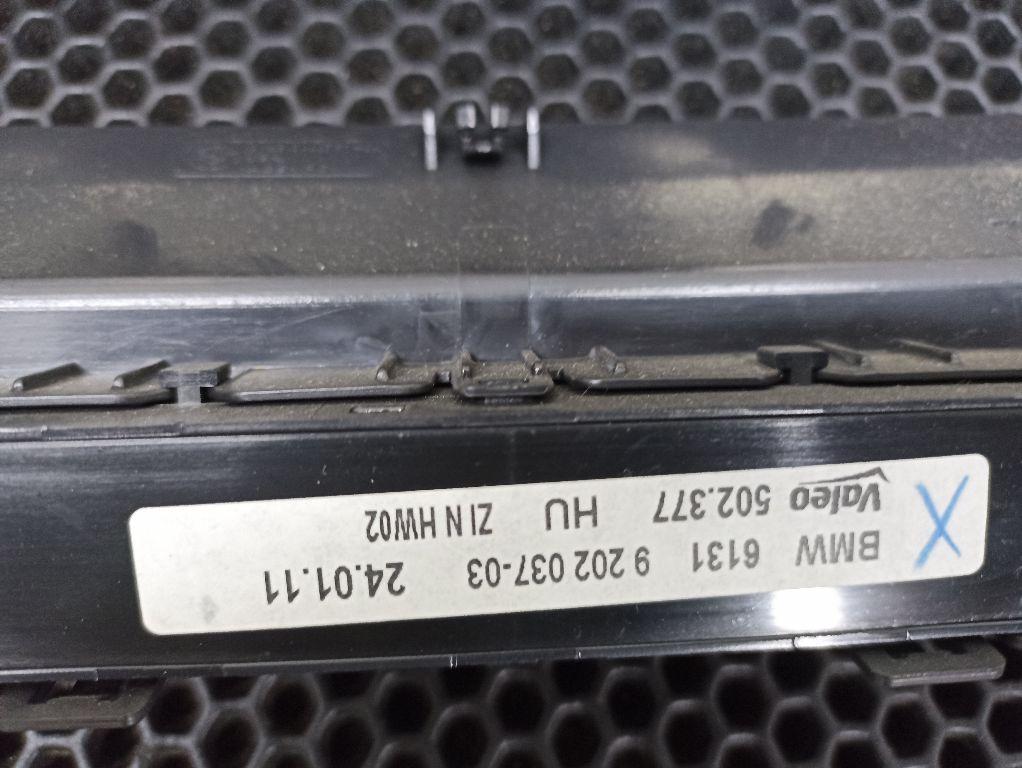 BMW 6131 9 202 037-03 24.01.11
Valeo 502.377 HU ZI N HW02